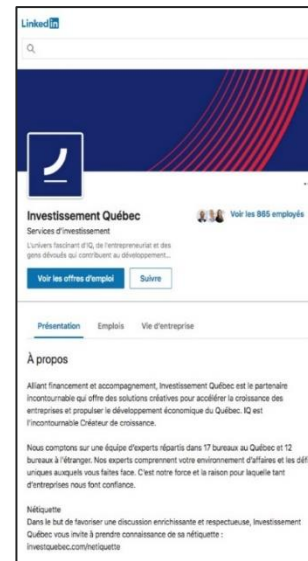 LinkedIn
Investissement Québec
Voir les 865 employés
Services d'investissement
L'univers fascinant d'IQ, de l'entrepreneuriat et des
gens dévoués qui contribuent au développement...
Voir les offres d'emploi
Suivre
Présentation
Emplois
Vie d'entreprise
À propos
Alliant financement et accompagnement, Investissement Québec est le partenaire
incontournable qui offre des solutions créatives pour accélérer la croissance des
entreprises et propulser le développement économique du Québec. IQ est
l'incontournable Créateur de croissance.
Nous comptons sur une équipe d'experts répartis dans 17 bureaux au Québec et 12
bureaux à l'étranger. Nos experts comprennent votre environnement d'affaires et les défi
uniques auxquels vous faites face. C'est notre force et la raison pour laquelle tant
d'entreprises nous font confiance.
Nétiquette
Dans le but de favoriser une discussion enrichissante et respectueuse, Investissement
Québec vous invite à prendre connaissance de sa nétiquette :
investquebec.com/netiquette